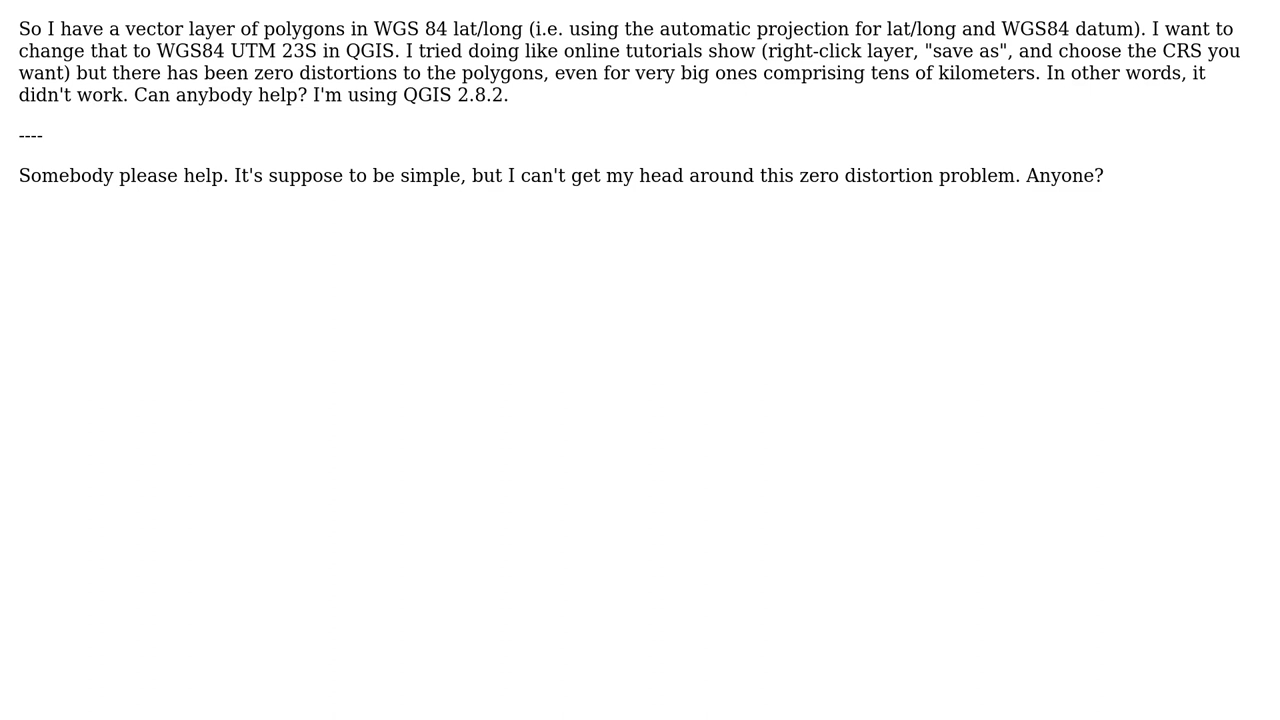 So I have a vector layer of polygons in WGS 84 lat/long (i.e. using the automatic projection for lat/long and WGS84 datum). I want to
change that to WGS84 UTM 23S in QGIS. I tried doing like online tutorials show (right-click layer, "save as", and choose the CRS you
want) but there has been zero distortions to the polygons, even for very big ones comprising tens of kilometers. In other words, it
didn't work. Can anybody help? I'm using QGIS 2.8.2.
----
Somebody please help. It's suppose to be simple, but I can't get my head around this zero distortion problem. Anyone?